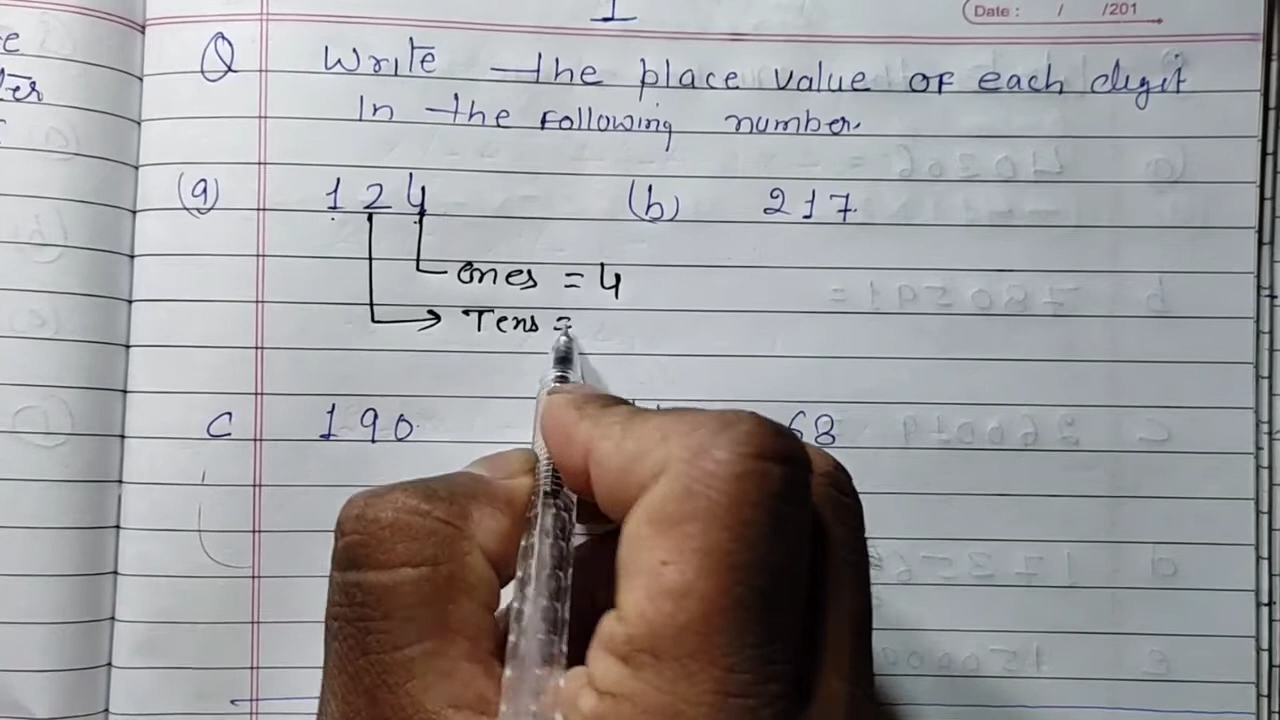 Date : / /201
Q Write the place value of each digit
In the following number.
(a) 124 (b) 217
ones = 4
Tens =
C 190 68